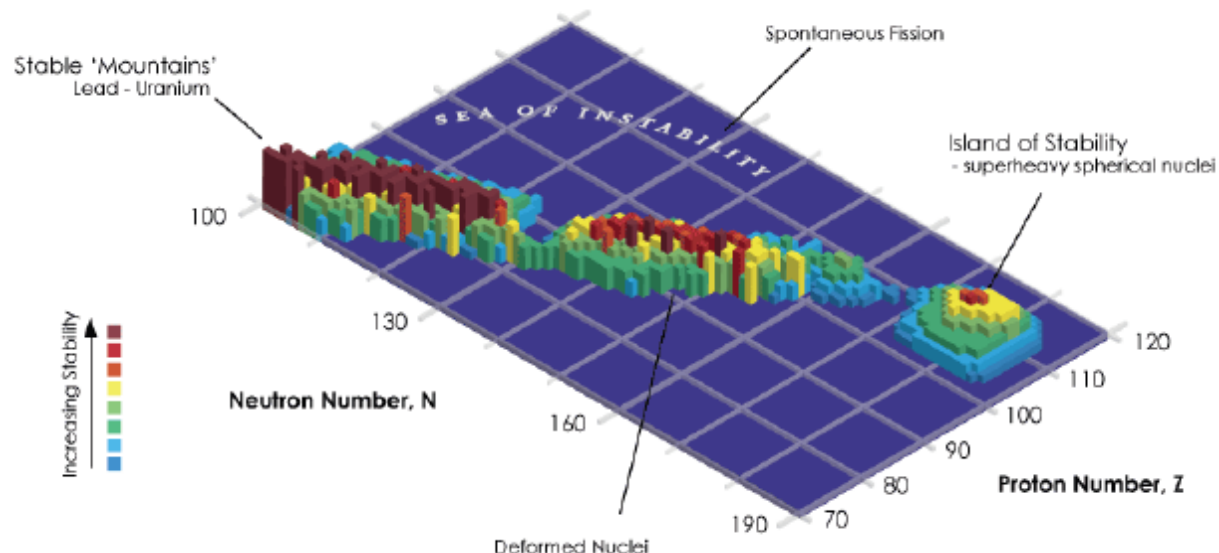 Spontaneous Fission
Stable ‘Mountains’
Lead - Uranium
SEA OF INSTABILITY
Island of Stability
- superheavy spherical nuclei
100
130
160
190
Neutron Number, N
Increasing Stability
120
110
100
90
80
70
Proton Number, Z
Deformed Nuclei